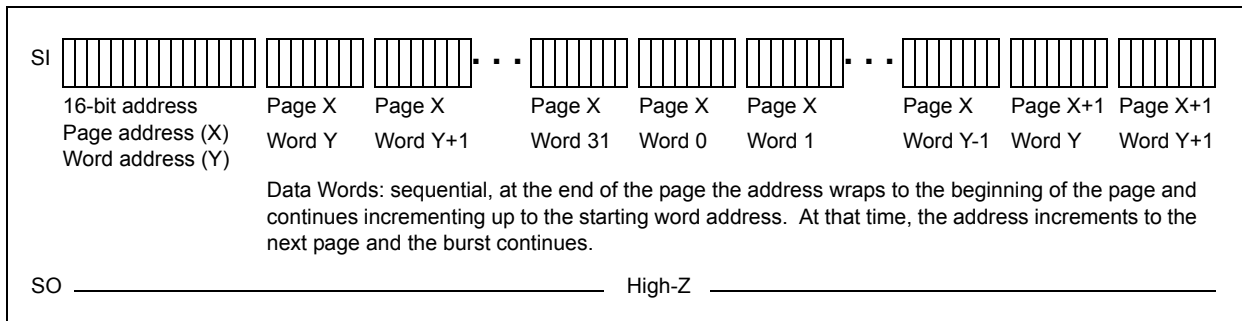 SI
. . .
. . .
16-bit address
Page address (X)
Word address (Y)
Page X
Word Y
Page X
Word Y+1
Page X
Word 31
Page X
Word 0
Page X
Word 1
Page X
Word Y-1
Page X+1
Word Y
Page X+1
Word Y+1
Data Words: sequential, at the end of the page the address wraps to the beginning of the page and
continues incrementing up to the starting word address. At that time, the address increments to the
next page and the burst continues.
SO
High-Z